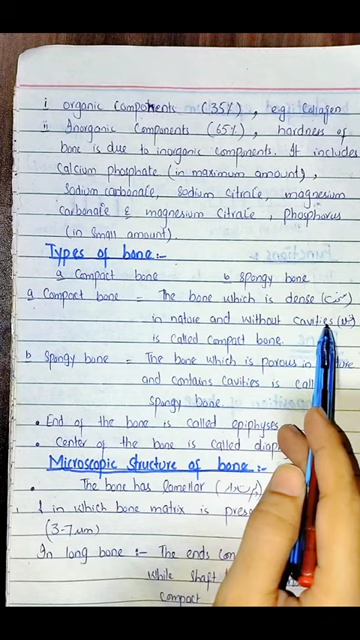 i organic components (35%), e.g. Collagen
ii Inorganic Components (65%), hardness of
bone is due to inorganic components. It includes
calcium phosphate (in maximum amount),
Sodium carbonate, Sodium citrate, magnesium
carbonate & magnesium citrate, phosphorus
(in small amount).
Types of bone:-
a Compact bone b Spongy bone
a Compact bone = The bone which is dense
in nature and without cavities
is called Compact bone.
b Spongy bone = The bone which is porous in
and contains cavities is
Spongy bone.
• End of the bone is called epiphyses
• Center of the bone is called
Microscopic Structure of bone:-
• The bone has lamellar
in which bone matrix is
(3-7 um)
In long bone :- The ends
while shaft
compact